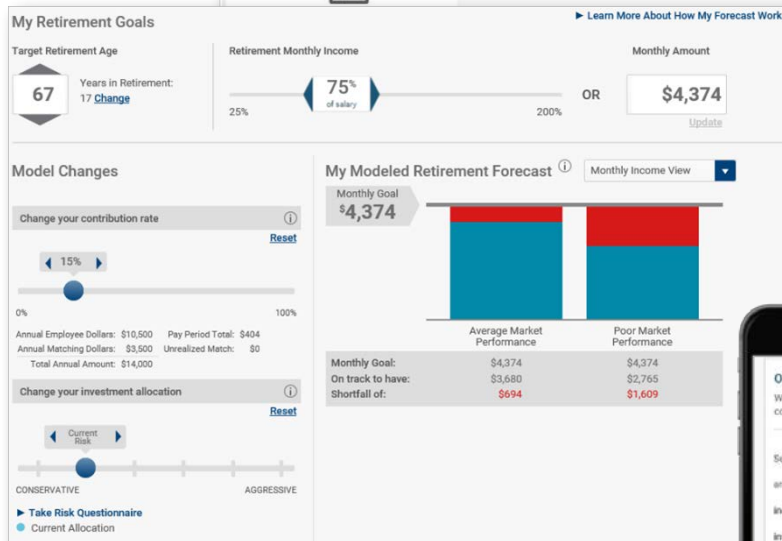 My Retirement Goals
▶ Learn More About How My Forecast Work
Target Retirement Age
67
Years in Retirement:
17 Change
Retirement Monthly Income
25%
75%
of salary
200%
OR
Monthly Amount
$4,374
Update
Model Changes
Change your contribution rate
Reset
15%
0%
100%
Annual Employee Dollars: $10,500 Pay Period Total: $404
Annual Matching Dollars: $3,500 Unrealized Match: $0
Total Annual Amount: $14,000
Change your investment allocation
Reset
Current
Risk
CONSERVATIVE
AGGRESSIVE
▶ Take Risk Questionnaire
Current Allocation
My Modeled Retirement Forecast
Monthly Income View
Monthly Goal
$4,374
Average Market
Performance
Poor Market
Performance
Monthly Goal: $4,374 $4,374
On track to have: $3,680 $2,765
Shortfall of: $694 $1,609